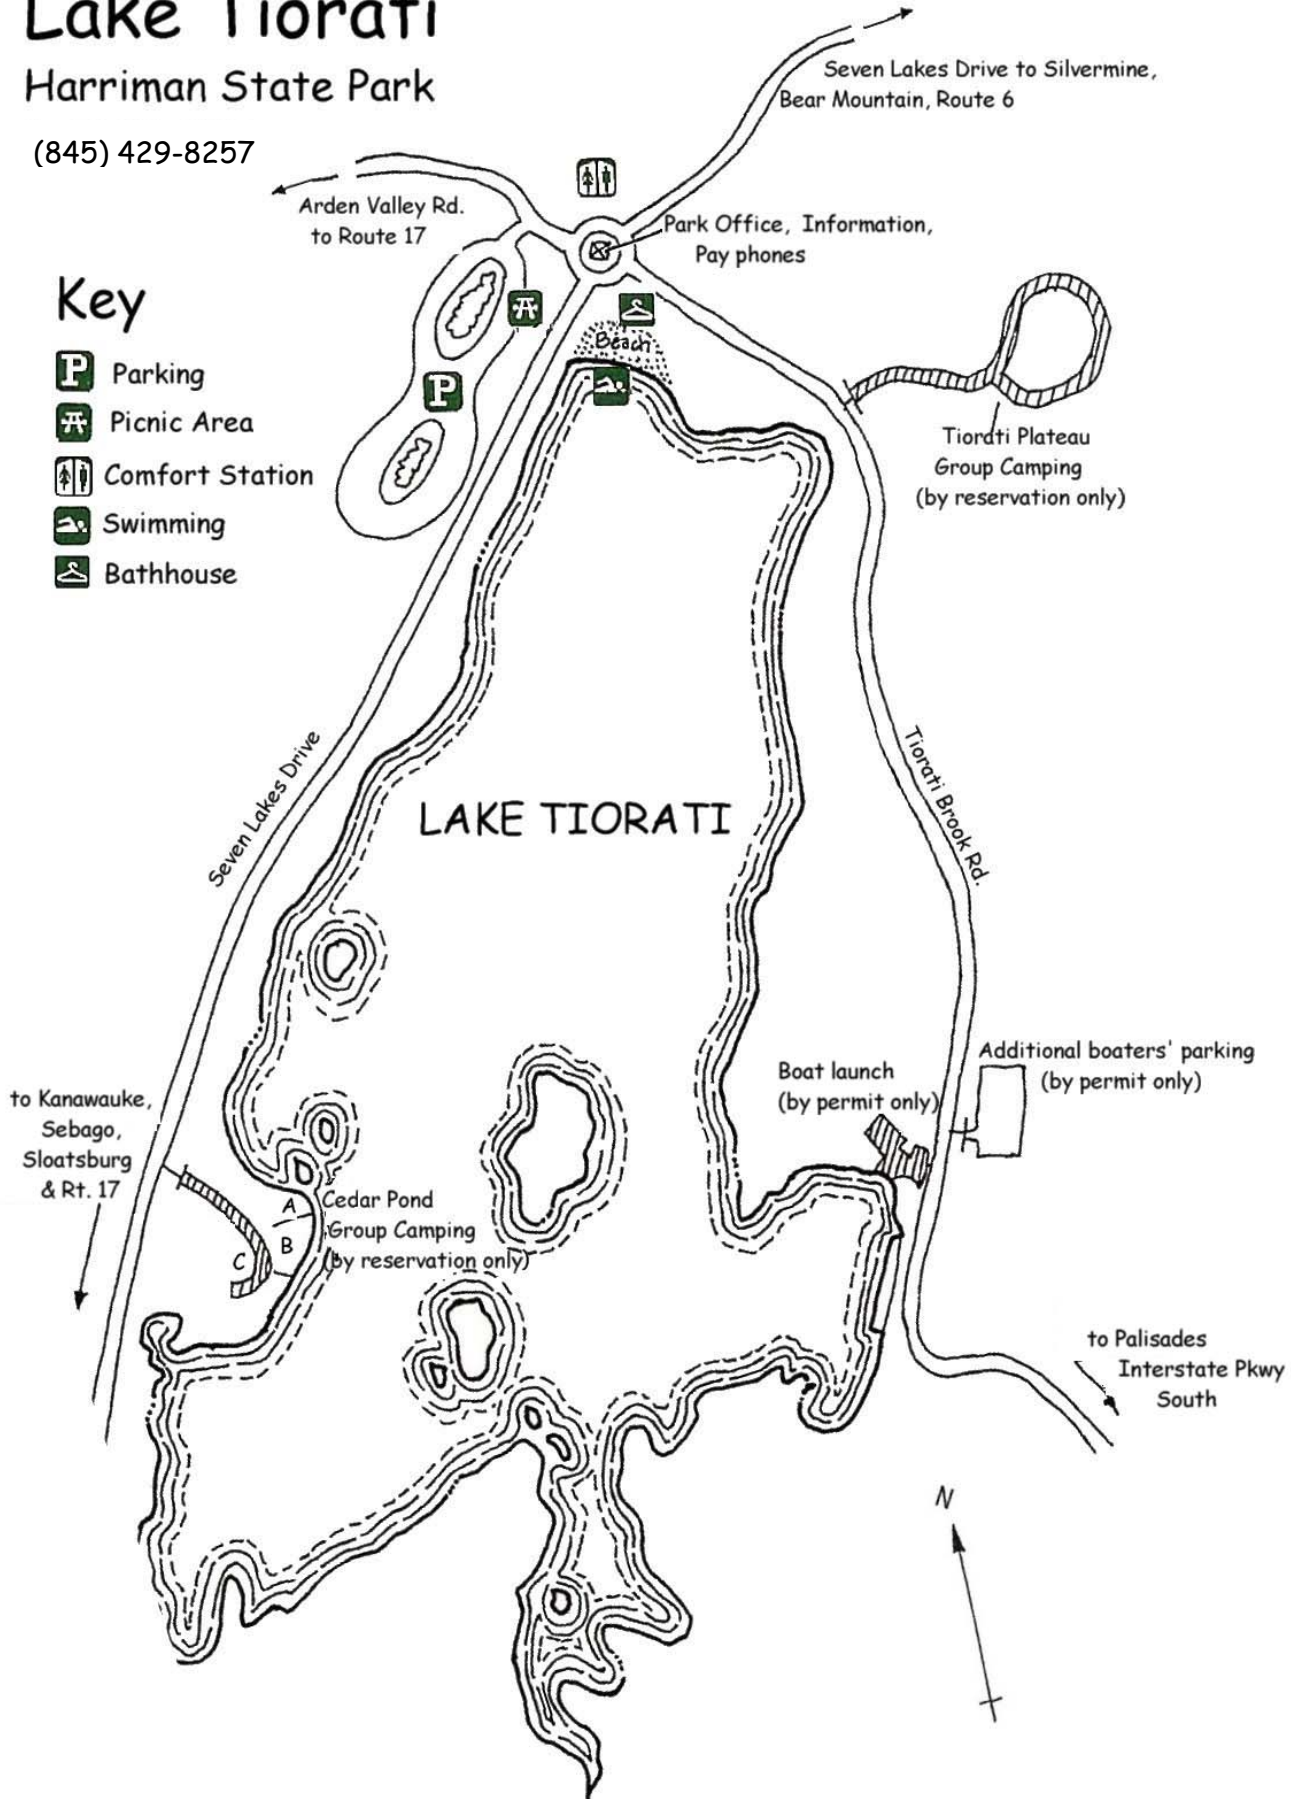 Lake Tiorati
Harriman State Park
(845) 429-8257
Seven Lakes Drive to Silvermine,
Bear Mountain, Route 6
Arden Valley Rd.
to Route 17
Park Office, Information,
Pay phones
Key
P Parking
Picnic Area
Comfort Station
Swimming
Bathhouse
Beach
P
Tiorati Plateau
Group Camping
(by reservation only)
Seven Lakes Drive
Tiorati Brook Rd.
LAKE TIORATI
Additional boaters' parking
(by permit only)
Boat launch
(by permit only)
to Kanawauke,
Sebago,
Sloatsburg
& Rt. 17
Cedar Pond
Group Camping
(by reservation only)
A
B
C
to Palisades
Interstate Pkwy
South
N